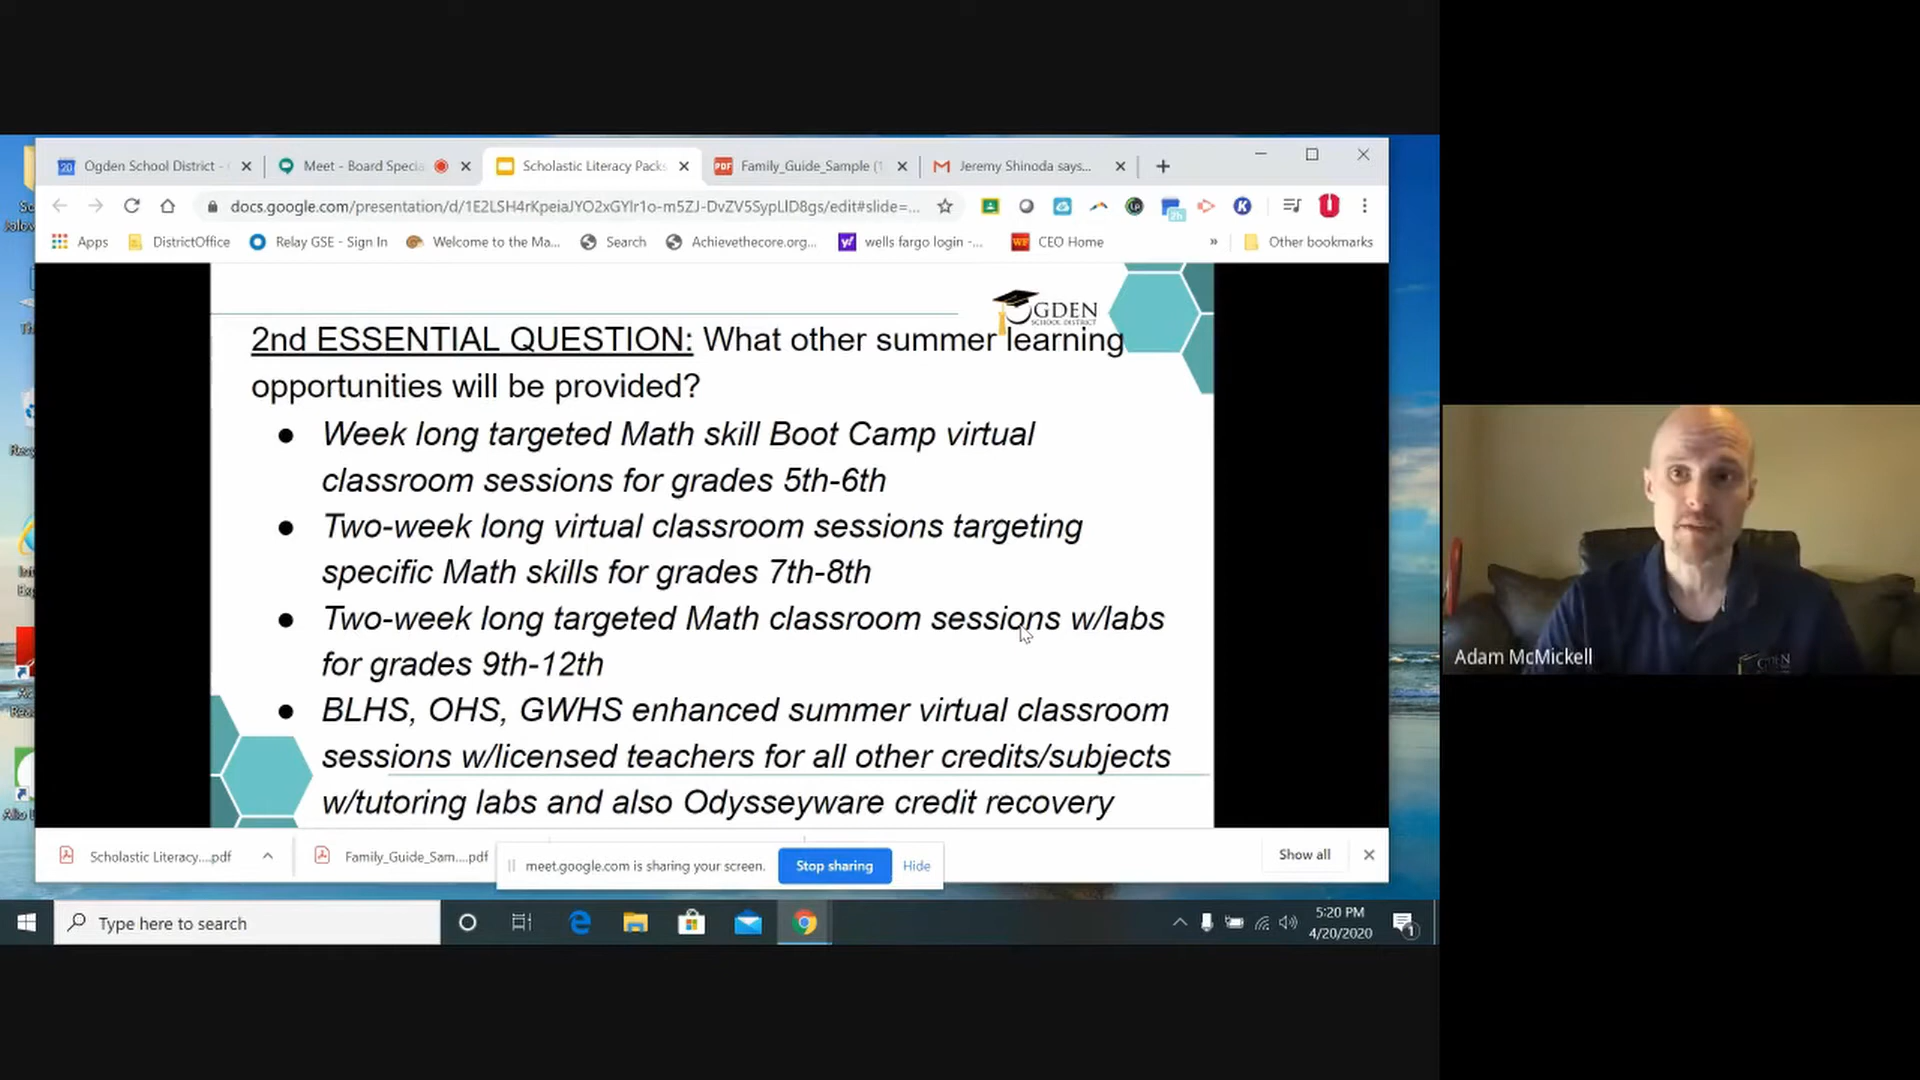 Ogden School District -
Meet - Board Specia
Scholastic Literacy Packs
PDF
Family_Guide_Sample (1
Jeremy Shinoda says...
docs.google.com/presentation/d/1E2LSH4rKpeiaJYO2xGYIr1o-m5ZJ-DvZV5SypLlD8gs/edit#slide=...
Apps
DistrictOffice
Relay GSE - Sign In
Welcome to the Ma...
Search
Achievethecore.org...
wells fargo login -...
CEO Home
»
Other bookmarks
OGDEN
SCHOOL DISTRICT
2nd ESSENTIAL QUESTION: What other summer learning
opportunities will be provided?
● Week long targeted Math skill Boot Camp virtual
classroom sessions for grades 5th-6th
● Two-week long virtual classroom sessions targeting
specific Math skills for grades 7th-8th
● Two-week long targeted Math classroom sessions w/labs
for grades 9th-12th
● BLHS, OHS, GWHS enhanced summer virtual classroom
sessions w/licensed teachers for all other credits/subjects
w/tutoring labs and also Odysseyware credit recovery
Adam McMickell
Scholastic Literacy....pdf
Family_Guide_Sam....pdf
meet.google.com is sharing your screen.
Stop sharing
Hide
Show all
Type here to search
5:20 PM
4/20/2020
1